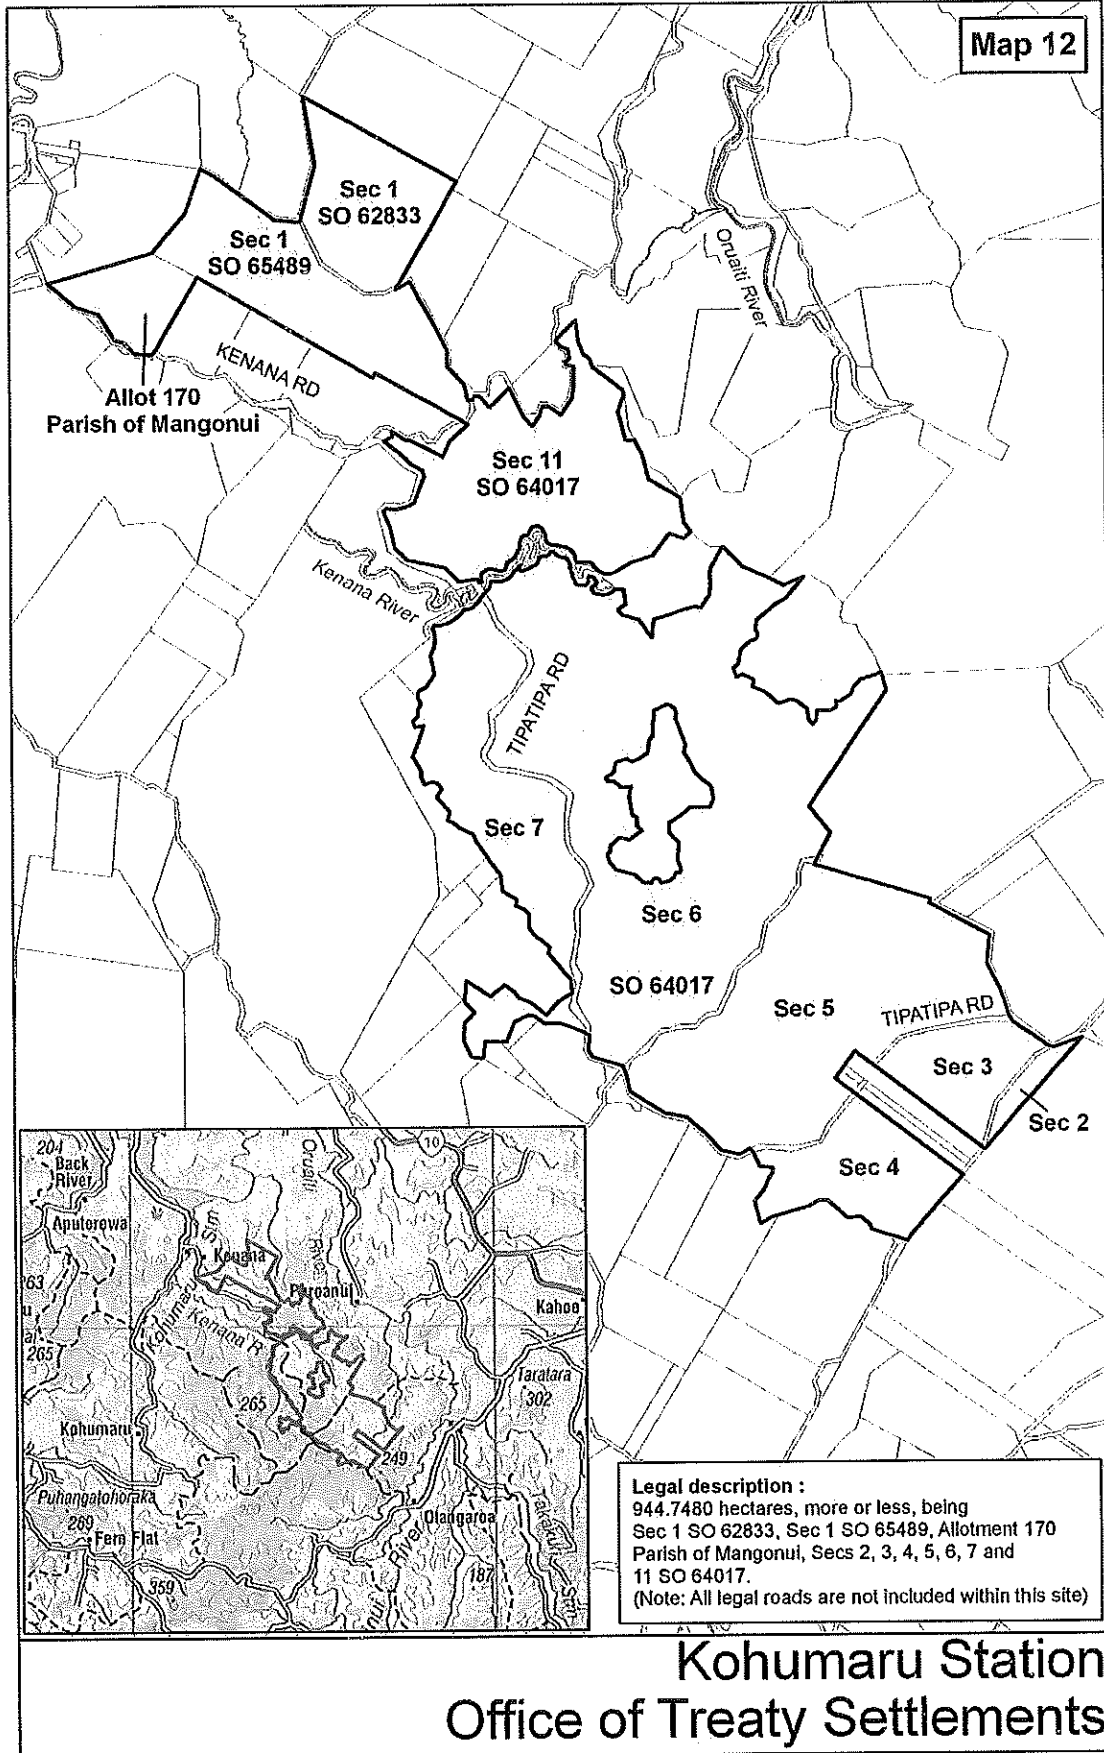 Map 12
Sec 1
SO 62833
Sec 1
SO 65489
Oruaiti River
KENANA RD
Allot 170
Parish of Mangonui
Sec 11
SO 64017
Kenana River
TIPATIPA RD
Sec 7
Sec 6
SO 64017
Sec 5
TIPATIPA RD
Sec 3
Sec 2
Sec 4
204
Back
River
Aputerewa
Oruaiti
River
10
Stm
Kenana
Kohumaru
Kenana R
Kahoe
63
265
265
Taratara
302
Kohumaru
249
Puhangatohoraka
269
Fern Flat
Otangaroa
River
359
187
Stm
Legal description :
944.7480 hectares, more or less, being
Sec 1 SO 62833, Sec 1 SO 65489, Allotment 170
Parish of Mangonui, Secs 2, 3, 4, 5, 6, 7 and
11 SO 64017.
(Note: All legal roads are not included within this site)
Kohumaru Station
Office of Treaty Settlements